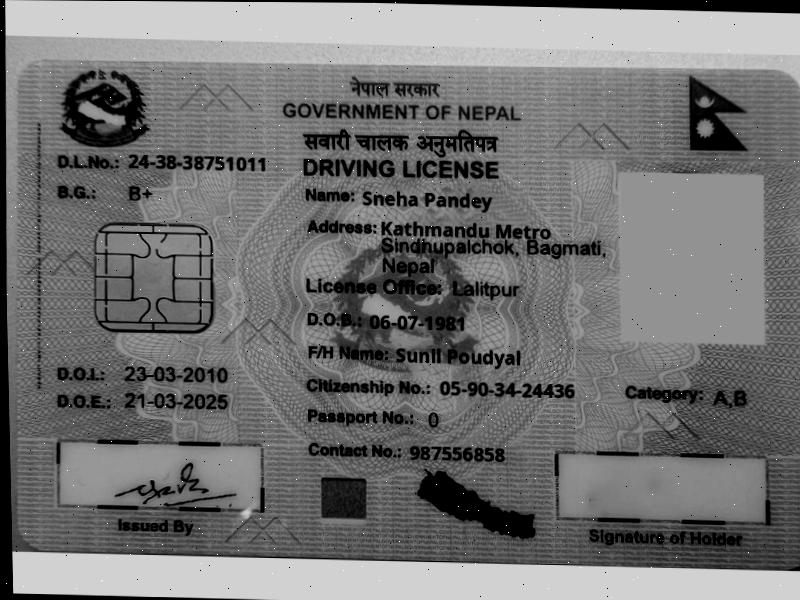 नेपाल सरकार
GOVERNMENT OF NEPAL
सवारी चालक अनुमतिपत्र
DRIVING LICENSE
D.L.No.: 24-38-38751011
B.G.: B+
Name: Sneha Pandey
Address: Kathmandu Metro
Sindhupalchok, Bagmati,
Nepal
License Office: Lalitpur
D.O.B.: 06-07-1981
F/H Name: Sunil Poudyal
D.O.I.: 23-03-2010
Citizenship No.: 05-90-34-24436
Category: A,B
D.O.E.: 21-03-2025
Passport No.: 0
Contact No.: 987556858
Issued By
Signature of Holder